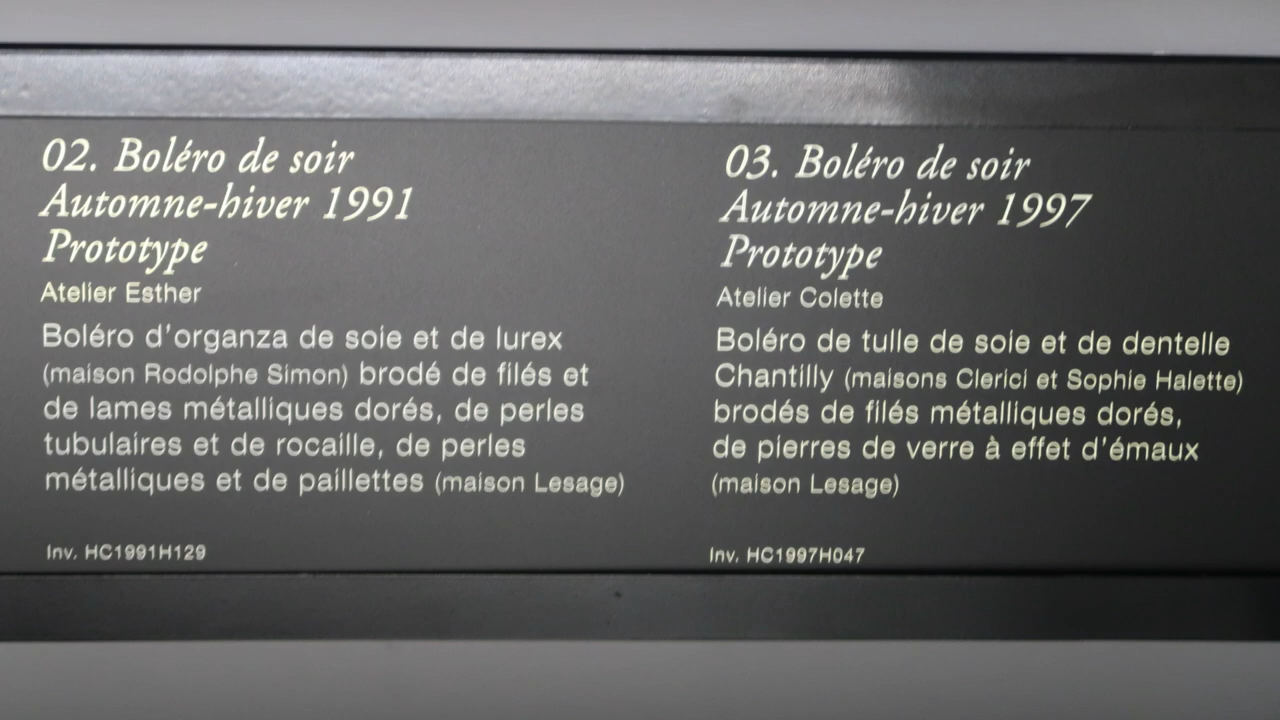 02. Boléro de soir
Automne-hiver 1991
Prototype
Atelier Esther
Boléro d'organza de soie et de lurex
(maison Rodolphe Simon) brodé de filés et
de lames métalliques dorés, de perles
tubulaires et de rocaille, de perles
métalliques et de paillettes (maison Lesage)
Inv. HC1991H129
03. Boléro de soir
Automne-hiver 1997
Prototype
Atelier Colette
Boléro de tulle de soie et de dentelle
Chantilly (maisons Clerici et Sophie Halette)
brodés de filés métalliques dorés,
de pierres de verre à effet d'émaux
(maison Lesage)
Inv. HC1997H047